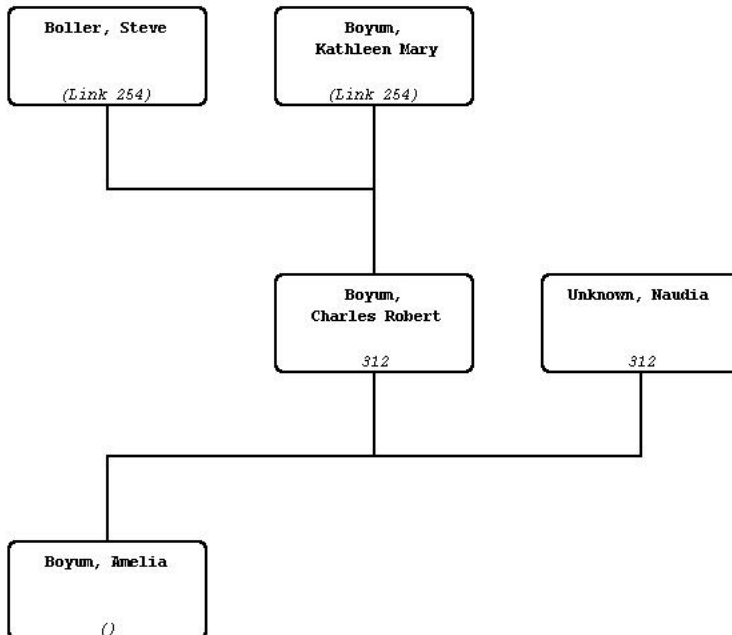 Boller, Steve
(Link 254)
Boyum,
Kathleen Mary
(Link 254)
Boyum,
Charles Robert
312
Unknown, Naudia
312
Boyum, Amelia
()